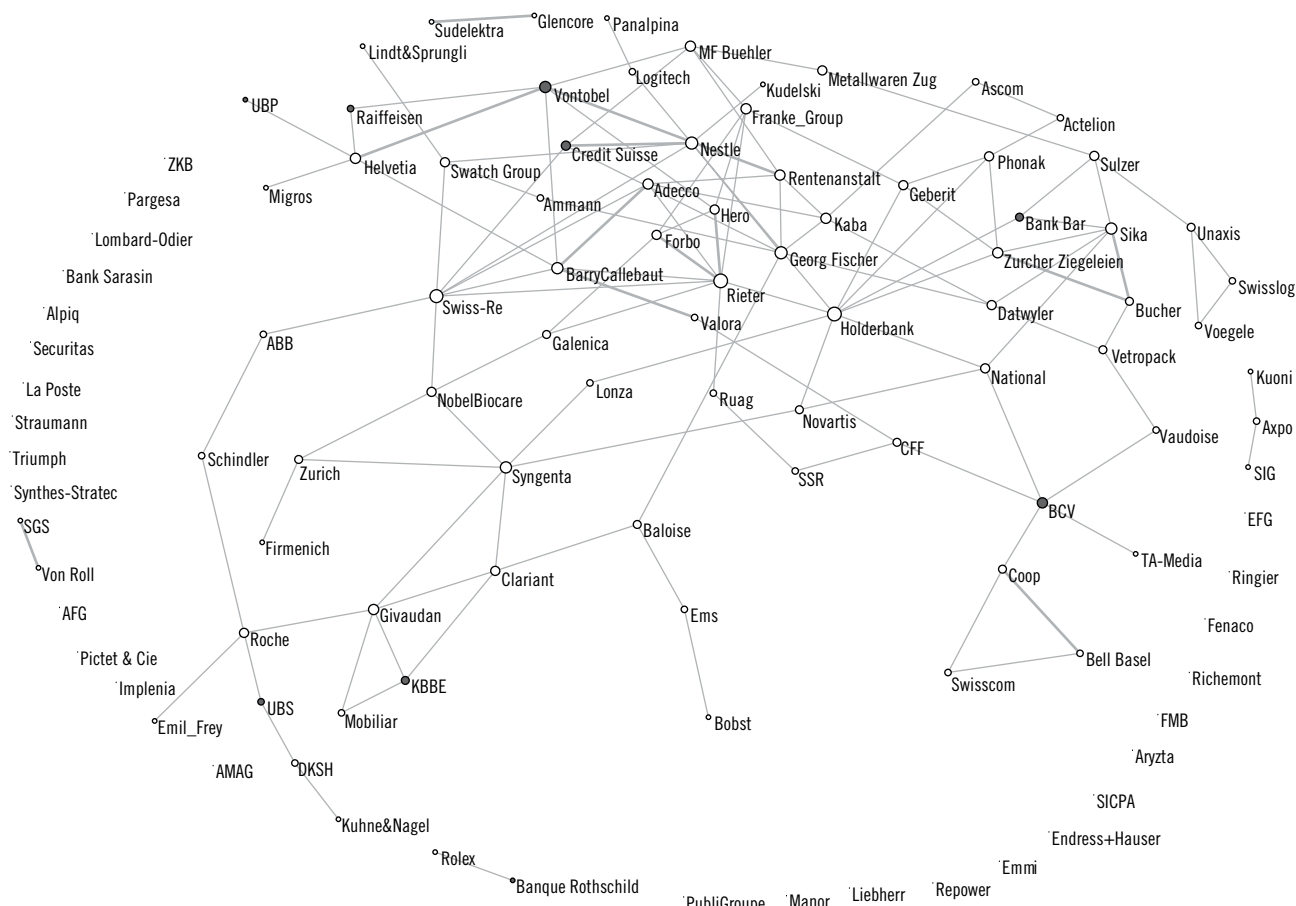 Sudelektra
Glencore
Panalpina
Lindt&Sprungli
MF Buehler
Logitech
Metallwaren Zug
Kudelski
Ascom
Vontobel
UBP
Raiffeisen
Franke_Group
Actelion
Credit Suisse
Nestle
ZKB
Helvetia
Swatch Group
Phonak
Sulzer
Rentenanstalt
Adecco
Geberit
Migros
Pargesa
Ammann
Hero
Kaba
Bank Bar
Sika
Unaxis
Lombard-Odier
Forbo
Georg Fischer
Zurcher Ziegeleien
Bank Sarasin
BarryCallebaut
Rieter
Swisslog
Swiss-Re
Alpiq
Valora
Holderbank
Datwyler
Bucher
Voegele
ABB
Galenica
Securitas
Vetropack
National
Kuoni
La Poste
NobelBiocare
Lonza
Ruag
Novartis
Straumann
Axpo
Vaudoise
CFF
Triumph
Schindler
Zurich
Syngenta
SSR
SIG
Synthes-Stratec
BCV
SGS
EFG
Baloise
Firmenich
TA-Media
Von Roll
Clariant
Coop
Ringier
AFG
Givaudan
Ems
Fenaco
Roche
Pictet & Cie
Bell Basel
Implenia
KBBE
Swisscom
Richemont
UBS
Emil_Frey
Mobiliar
Bobst
FMB
Aryzta
AMAG
DKSH
SICPA
Kuhne&Nagel
Endress+Hauser
Rolex
Emmi
Banque Rothschild
Repower
Liebherr
Manor
PubliGroupe